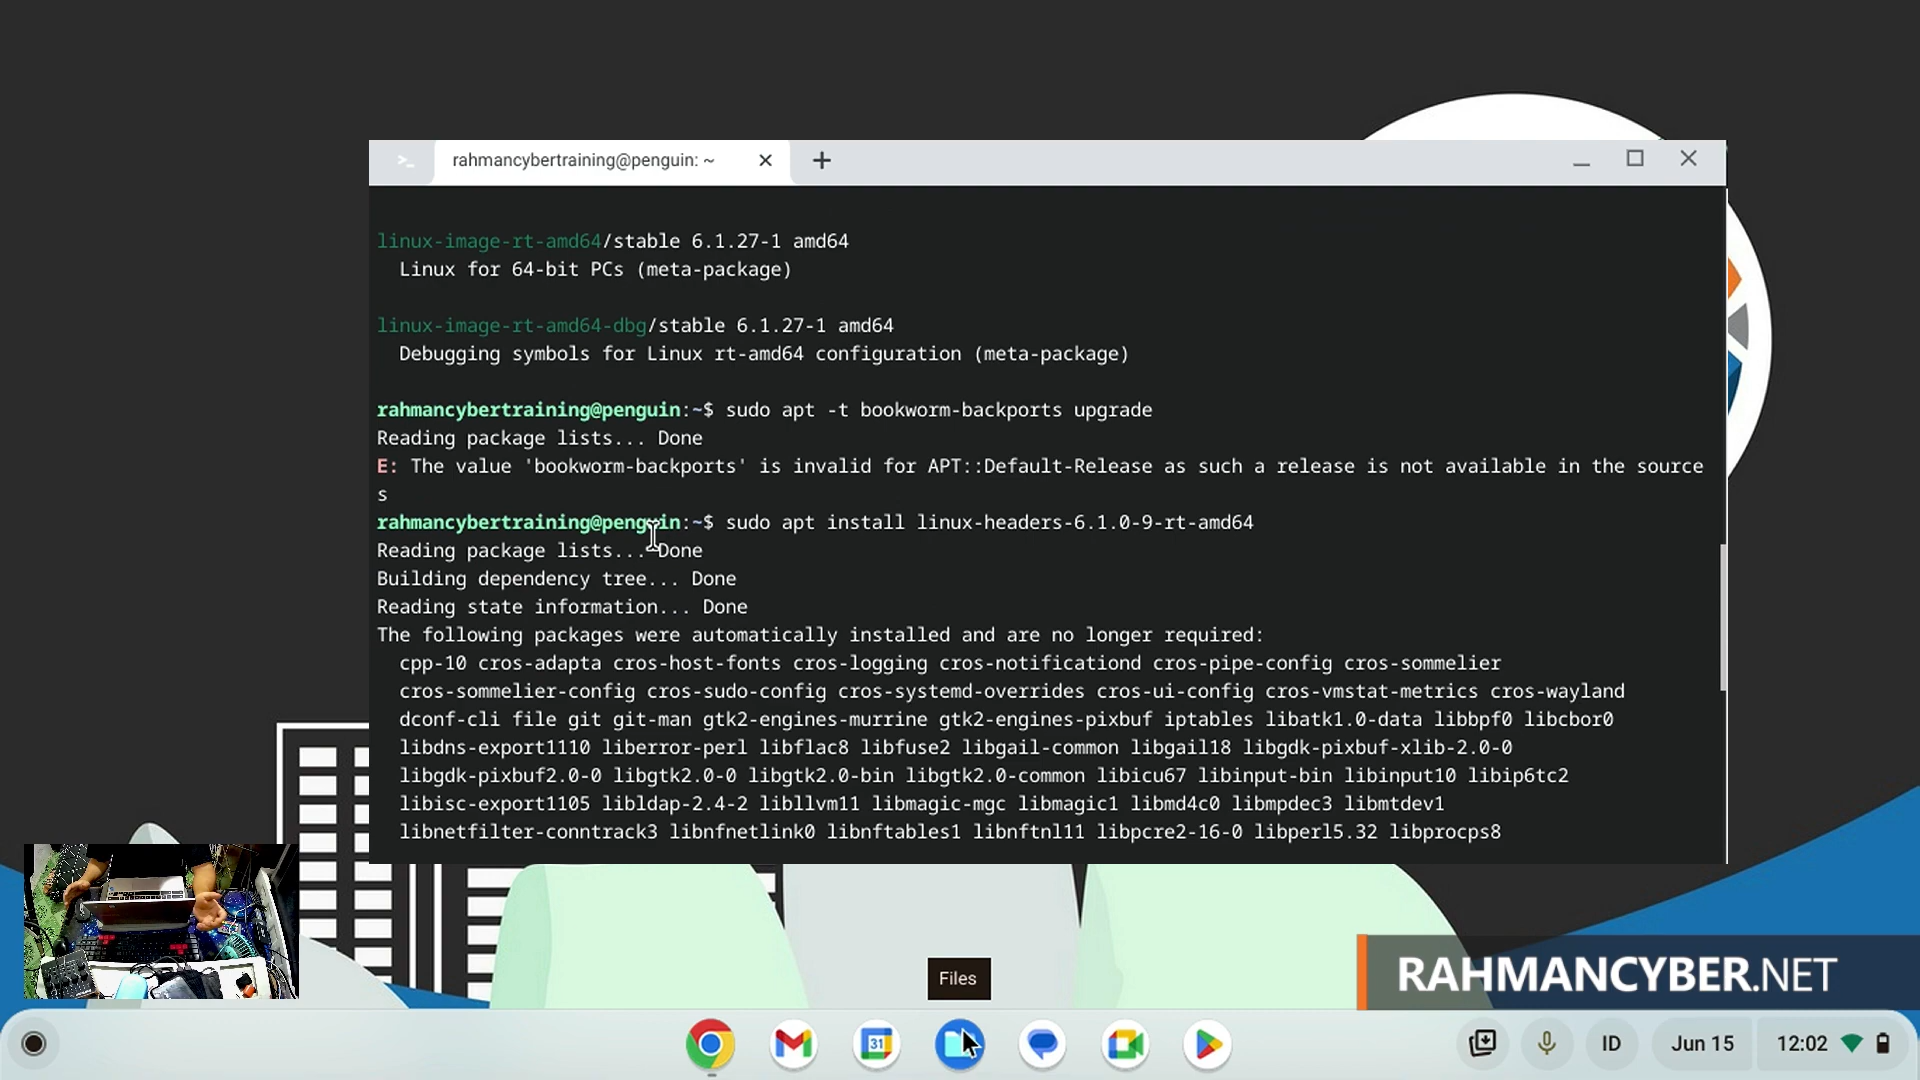 rahmancybertraining@penguin: ~
linux-image-rt-amd64/stable 6.1.27-1 amd64
Linux for 64-bit PCs (meta-package)
linux-image-rt-amd64-dbg/stable 6.1.27-1 amd64
Debugging symbols for Linux rt-amd64 configuration (meta-package)
rahmancybertraining@penguin:~$ sudo apt -t bookworm-backports upgrade
Reading package lists... Done
E: The value 'bookworm-backports' is invalid for APT::Default-Release as such a release is not available in the source
s
rahmancybertraining@penguin:~$ sudo apt install linux-headers-6.1.0-9-rt-amd64
Reading package lists... Done
Building dependency tree... Done
Reading state information... Done
The following packages were automatically installed and are no longer required:
cpp-10 cros-adapta cros-host-fonts cros-logging cros-notificationd cros-pipe-config cros-sommelier
cros-sommelier-config cros-sudo-config cros-systemd-overrides cros-ui-config cros-vmstat-metrics cros-wayland
dconf-cli file git git-man gtk2-engines-murrine gtk2-engines-pixbuf iptables libatk1.0-data libbpf0 libcbor0
libdns-export1110 liberror-perl libflac8 libfuse2 libgail-common libgail18 libgdk-pixbuf-xlib-2.0-0
libgdk-pixbuf2.0-0 libgtk2.0-0 libgtk2.0-bin libgtk2.0-common libicu67 libinput-bin libinput10 libip6tc2
libisc-export1105 libldap-2.4-2 libllvm11 libmagic-mgc libmagic1 libmd4c0 libmpdec3 libmtdev1
libnetfilter-conntrack3 libnfnetlink0 libnftables1 libnftnl11 libpcre2-16-0 libperl5.32 libprocps8
Files
RAHMANCYBER.NET
31
ID
Jun 15
12:02